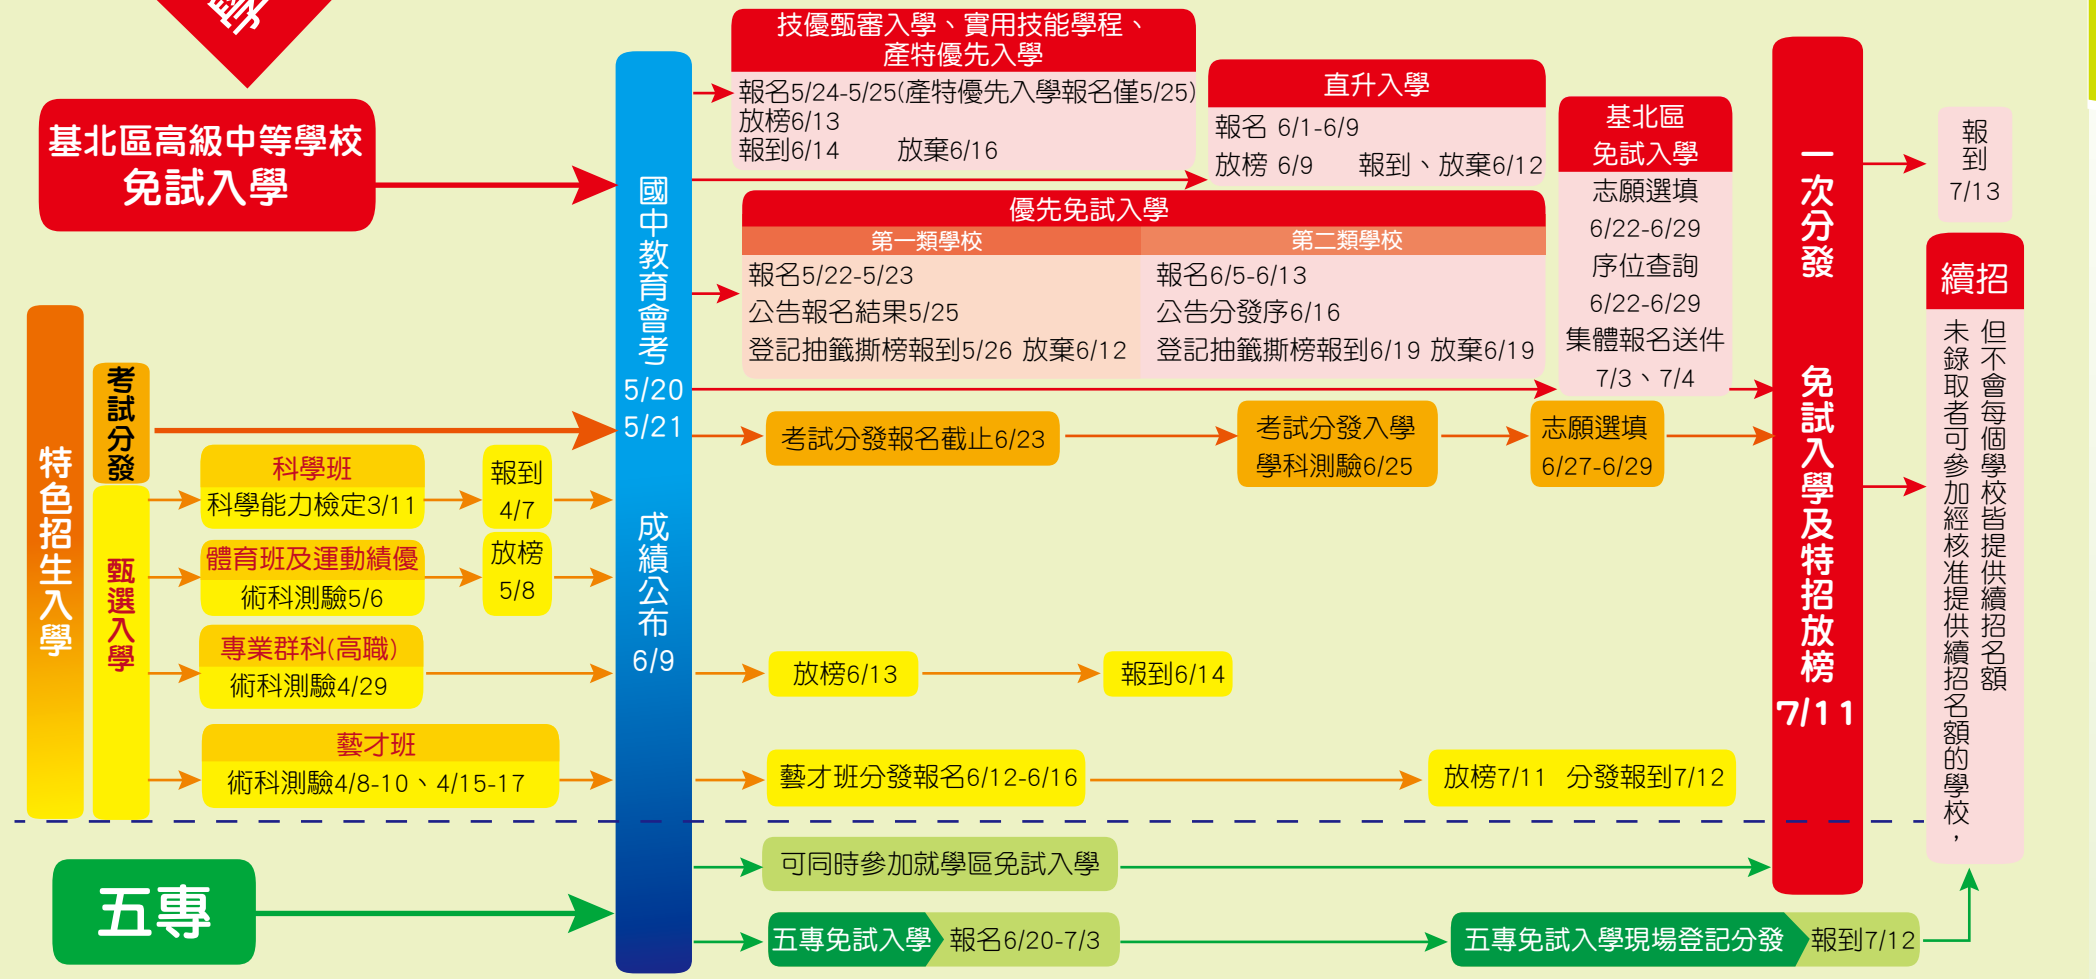 學
基北區高級中等學校
免試入學
特色招生入學
考試分發
甄選入學
科學班
科學能力檢定3/11
報到
4/7
體育班及運動績優
術科測驗5/6
放榜
5/8
專業群科(高職)
術科測驗4/29
藝才班
術科測驗4/8-10、4/15-17
五專
國中教育會考
5/20
5/21
成績公布
6/9
技優甄審入學、實用技能學程、
產特優先入學
報名5/24-5/25(產特優先入學報名僅5/25)
放榜6/13
報到6/14 放棄6/16
直升入學
報名 6/1-6/9
放榜 6/9 報到、放棄6/12
優先免試入學
第一類學校
報名5/22-5/23
公告報名結果5/25
登記抽籤撕榜報到5/26 放棄6/12
第二類學校
報名6/5-6/13
公告分發序6/16
登記抽籤撕榜報到6/19 放棄6/19
基北區
免試入學
志願選填
6/22-6/29
序位查詢
6/22-6/29
集體報名送件
7/3、7/4
考試分發報名截止6/23
考試分發入學
學科測驗6/25
志願選填
6/27-6/29
放榜6/13
報到6/14
藝才班分發報名6/12-6/16
放榜7/11 分發報到7/12
可同時參加就學區免試入學
五專免試入學 報名6/20-7/3
五專免試入學現場登記分發 報到7/12
一次分發 免試入學及特招放榜
7/11
報到
7/13
續招
未錄取者可參加經核准提供續招名額的學校，
但不會每個學校皆提供續招名額